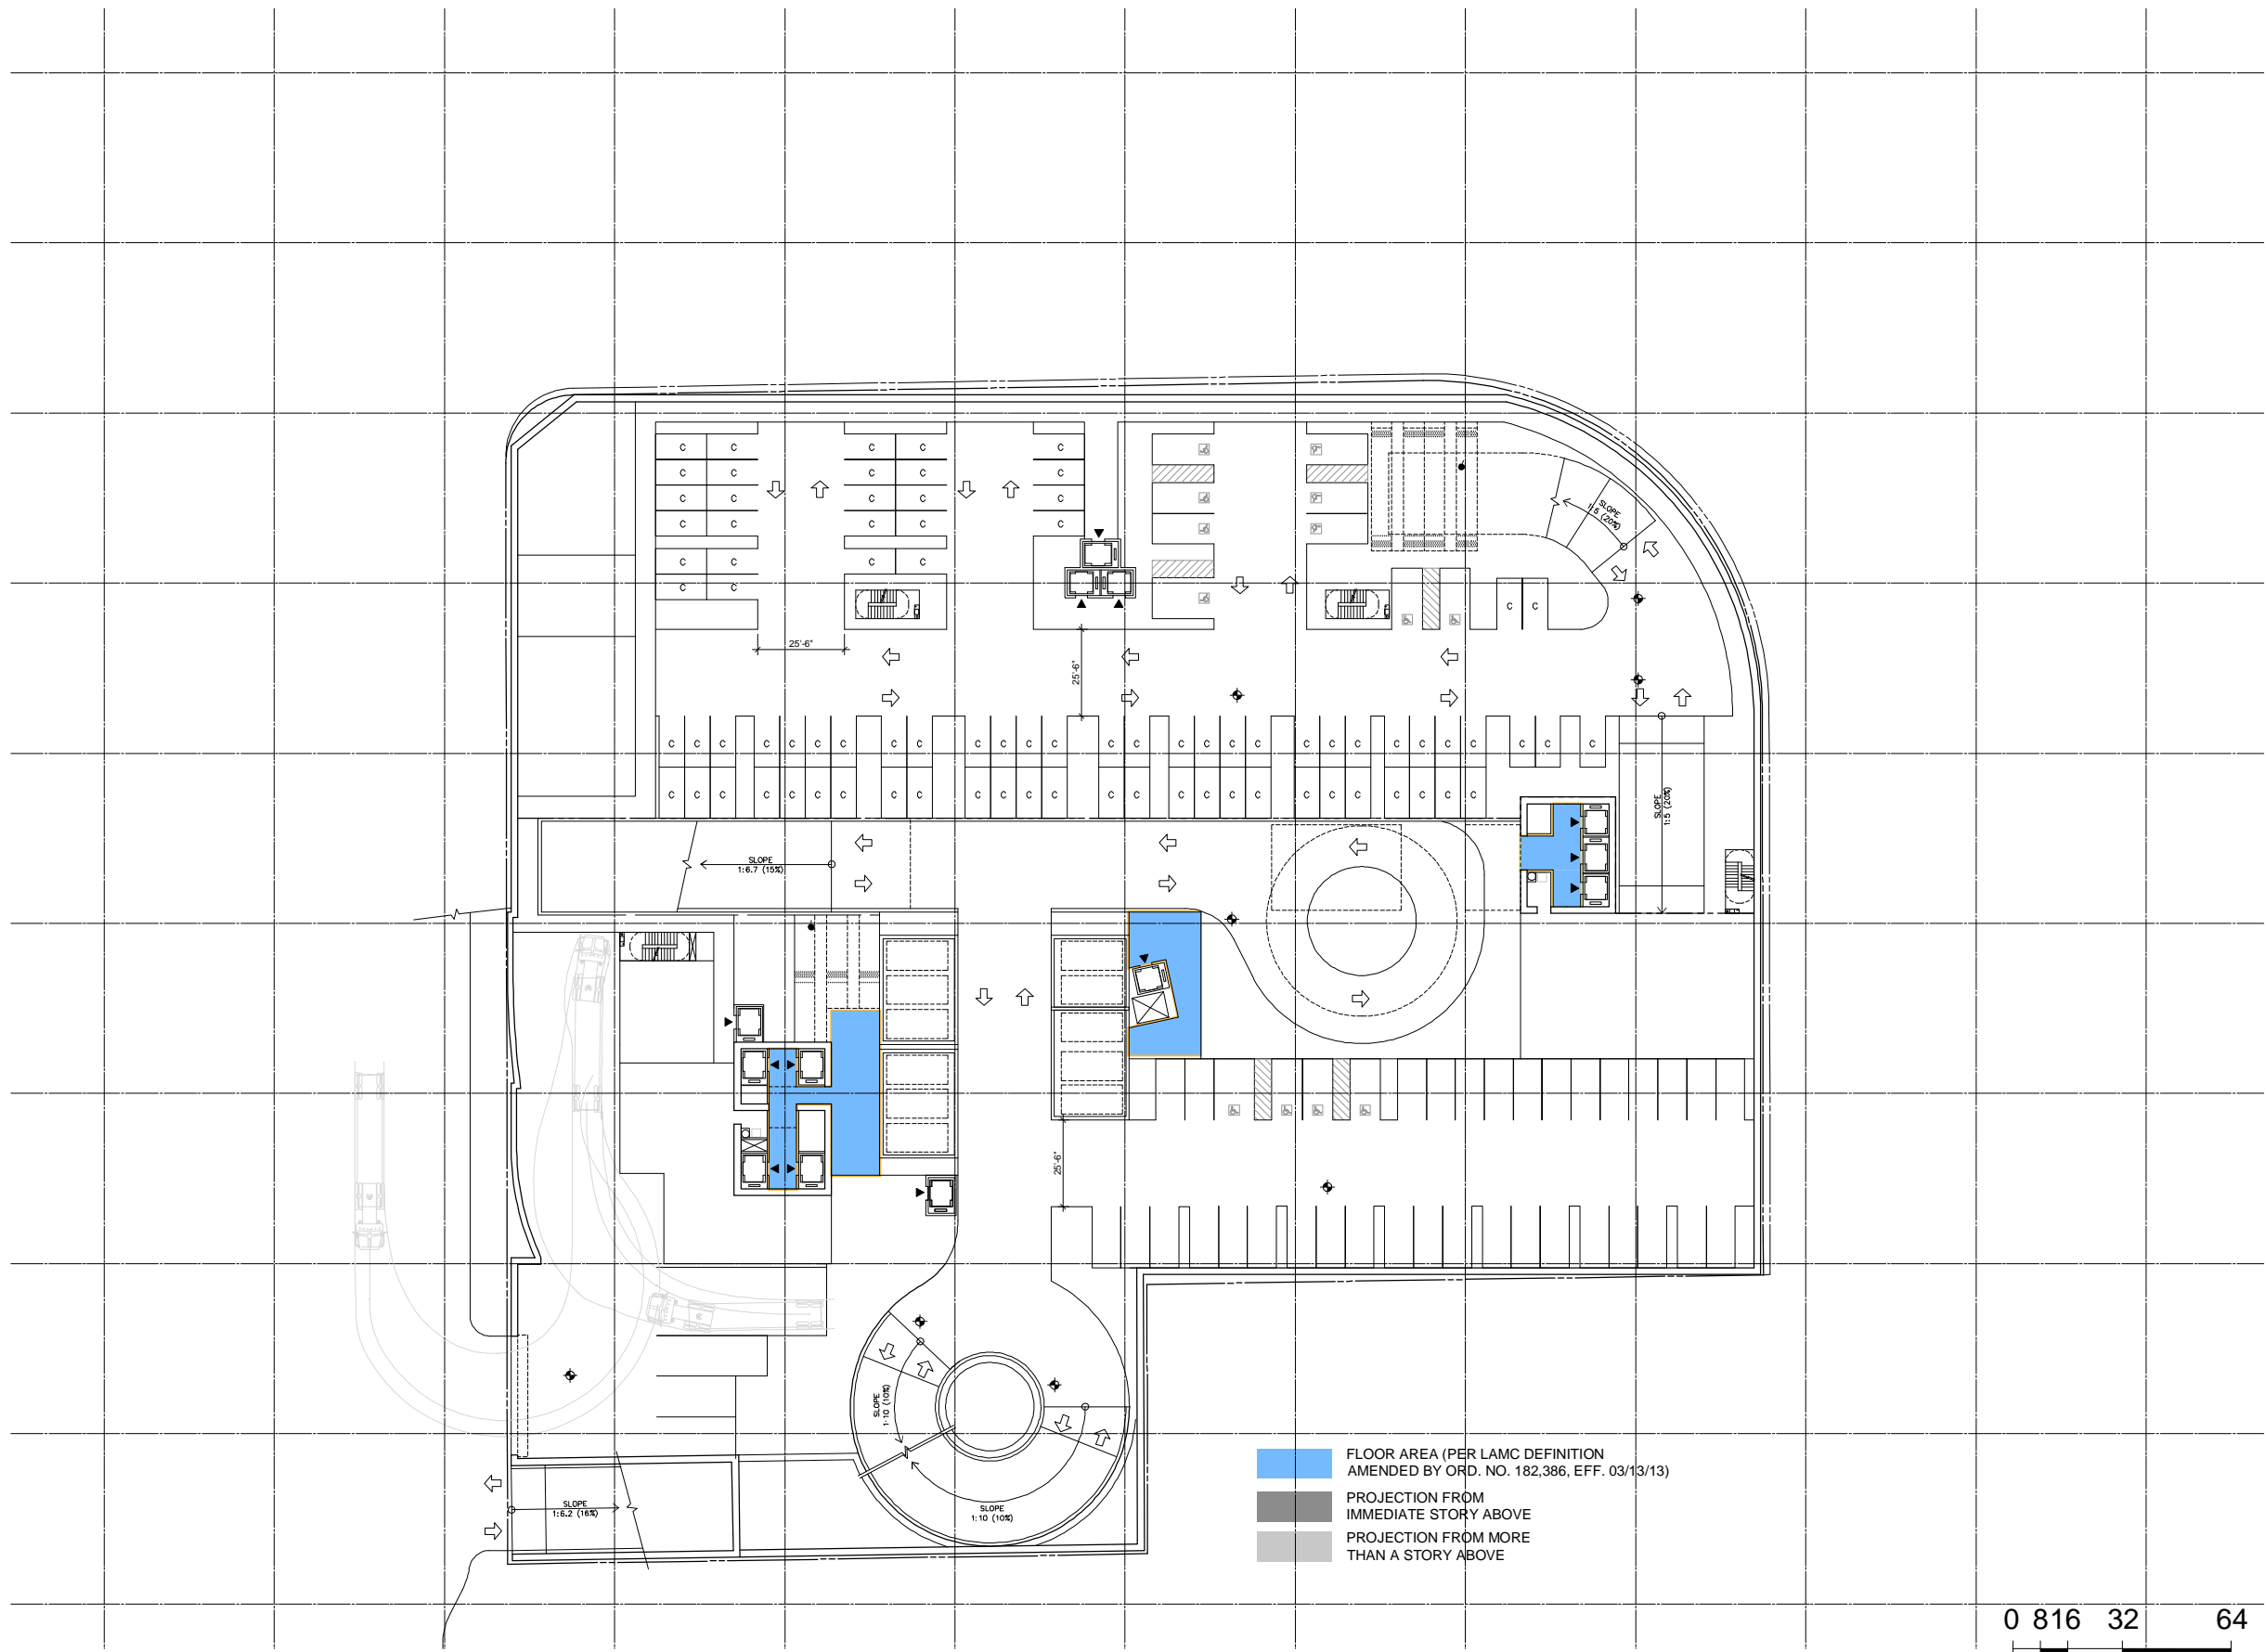 C C C C C
C C C C C
C C C C C
C C C C C
SLOPE
1:5 (20%)
C C C C
C C C C
C C
25'-6"
25'-6"
C C C C C C C C C C C C C C C C C C C C C C C C C C C C C
C C C C C C C C C C C C C C C C C C C C C C C C C C
SLOPE
1:5 (20%)
SLOPE
1:6.7 (15%)
25'-6"
SLOPE
1:10 (10%)
SLOPE
1:10 (10%)
SLOPE
1:6.2 (16%)
FLOOR AREA (PER LAMC DEFINITION
AMENDED BY ORD. NO. 182,386, EFF. 03/13/13)
PROJECTION FROM
IMMEDIATE STORY ABOVE
PROJECTION FROM MORE
THAN A STORY ABOVE
0 8 16 32 64